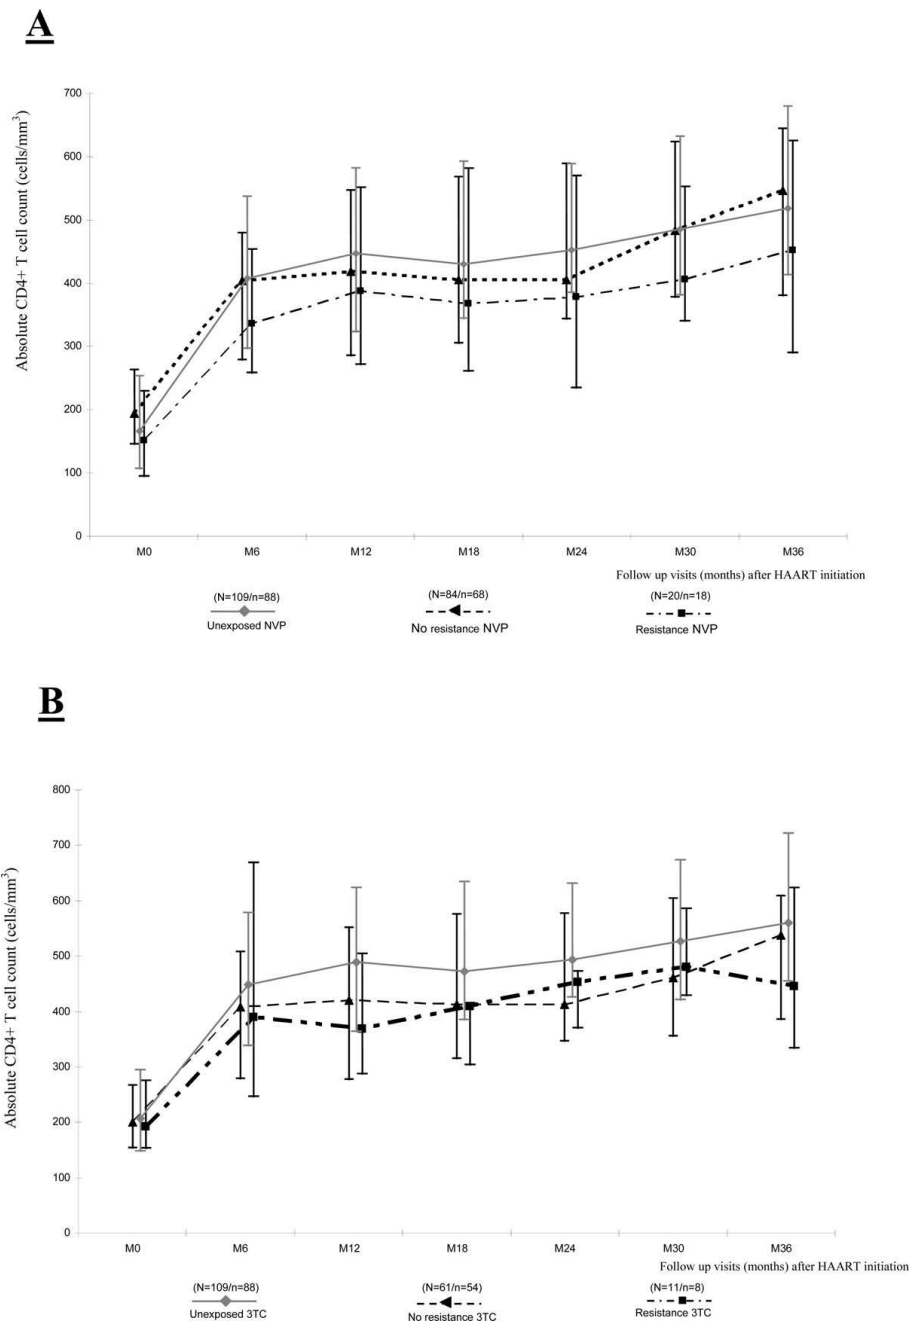 A
Absolute CD4+ T cell count (cells/mm³)
700
600
500
400
300
200
100
0
M0 M6 M12 M18 M24 M30 M36
Follow up visits (months) after HAART initiation
(N=109/n=88) (N=84/n=68) (N=20/n=18)
Unexposed NVP No resistance NVP Resistance NVP
B
Absolute CD4+ T cell count (cells/mm³)
800
700
600
500
400
300
200
100
0
M0 M6 M12 M18 M24 M30 M36
Follow up visits (months) after HAART initiation
(N=109/n=88) (N=61/n=54) (N=11/n=8)
Unexposed 3TC No resistance 3TC Resistance 3TC